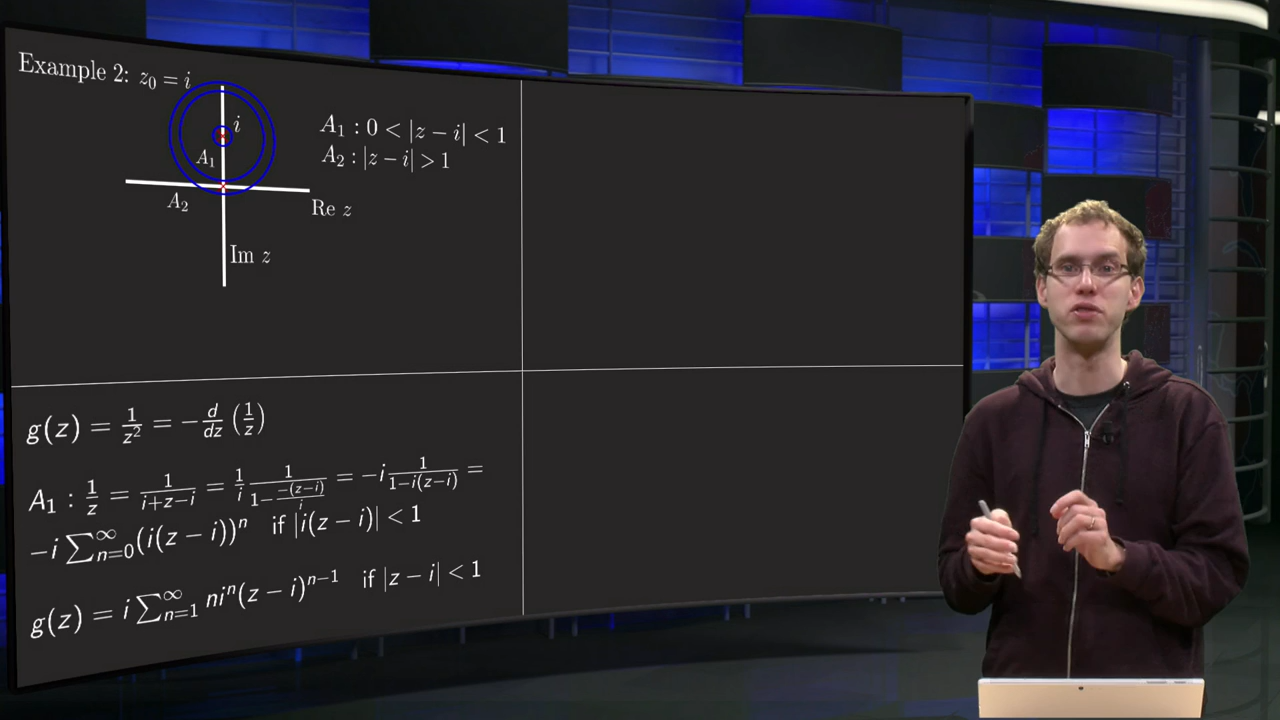 Example 2: z₀ = i
i
A₁ : 0 < |z − i| < 1
A₂ : |z − i| > 1
A₁
A₂
Re z
Im z
g(z) = 1/z² = −d/dz (1/z)
A₁ : 1/z = 1/(i+z−i) = 1/i 1/(1−(−(z−i))/i) = −i 1/(1−i(z−i)) =
−i ∑_{n=0}^{∞} (i(z − i))ⁿ if |i(z − i)| < 1
g(z) = i ∑_{n=1}^{∞} niⁿ(z − i)ⁿ⁻¹ if |z − i| < 1